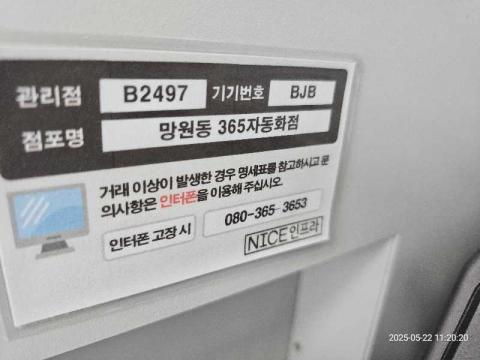 관리점 B2497 기기번호 BJB
점포명 망원동 365자동화점
거래 이상이 발생한 경우 명세표를 참고하시고 문
의사항은 인터폰을 이용해 주십시오.
인터폰 고장 시 080-365-3653
NICE인프라
2025-05-22 11:20:20